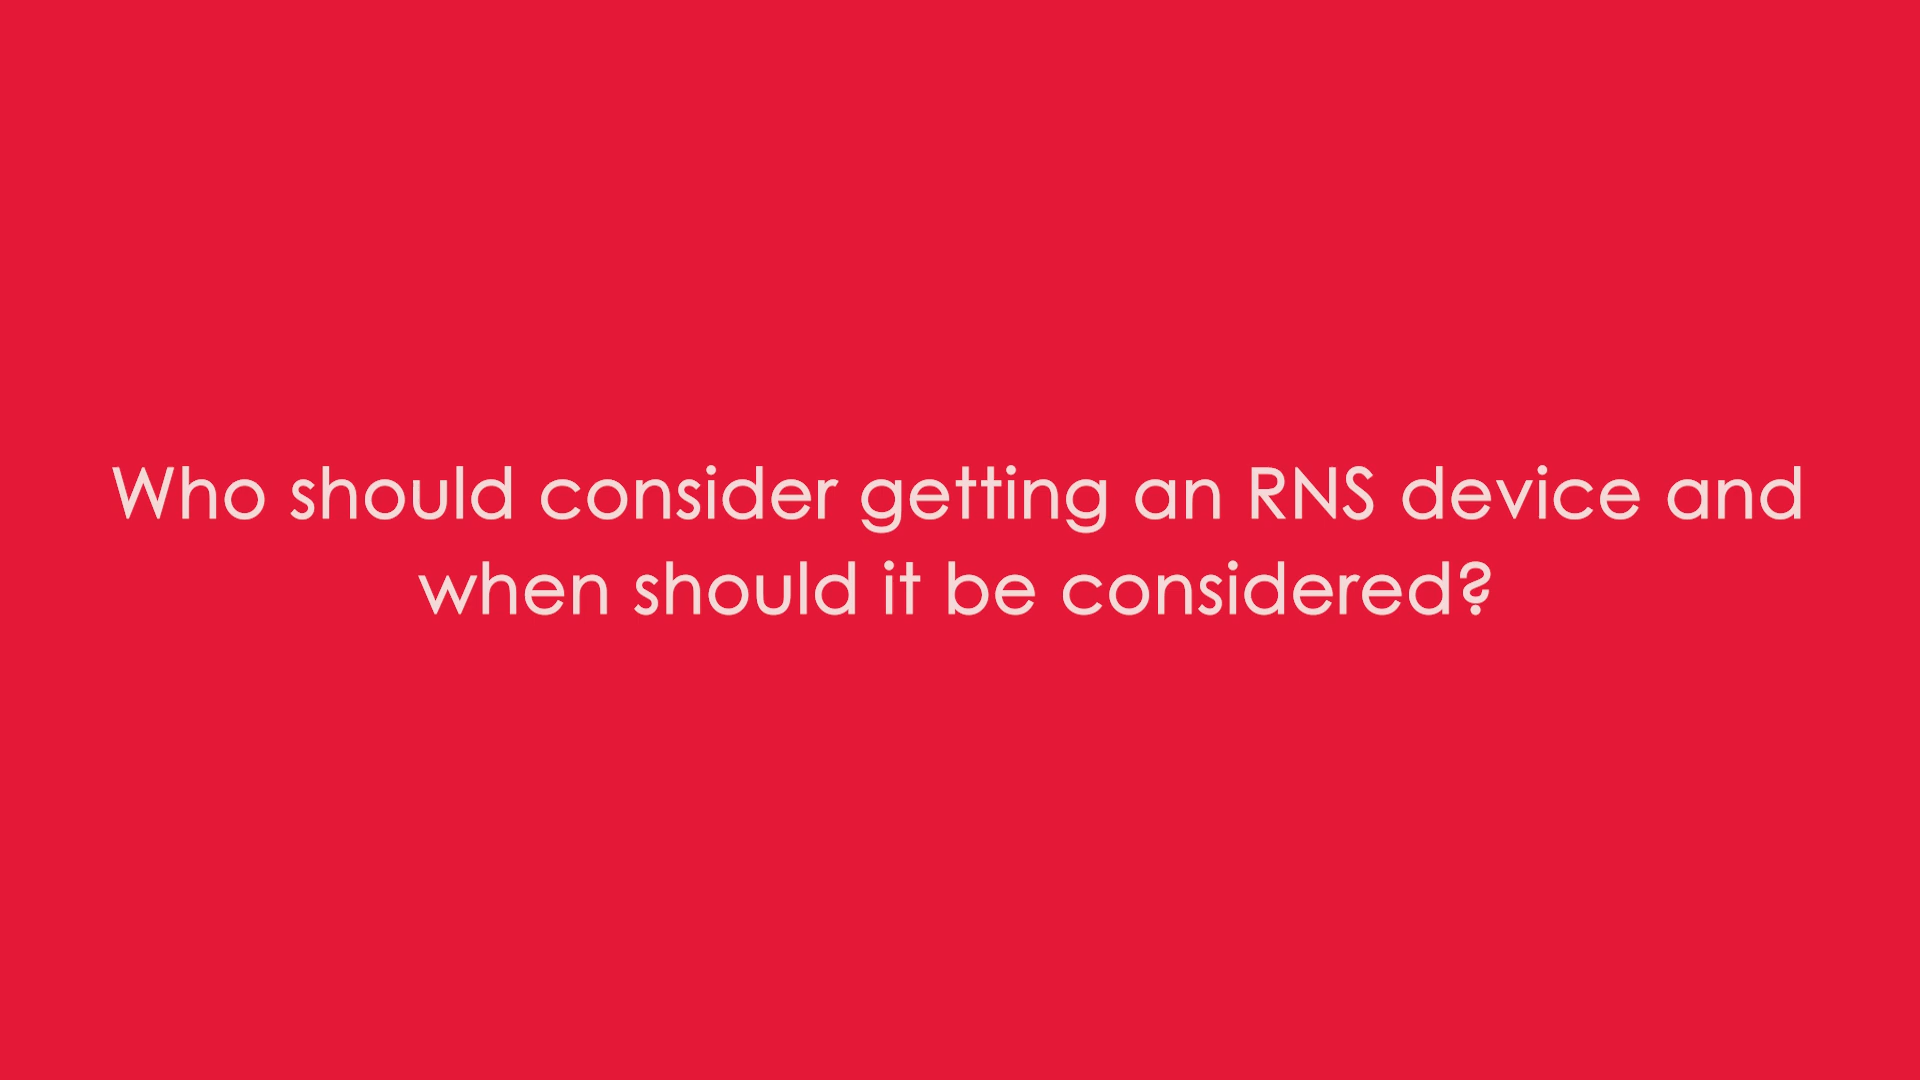 Who should consider getting an RNS device and
when should it be considered?